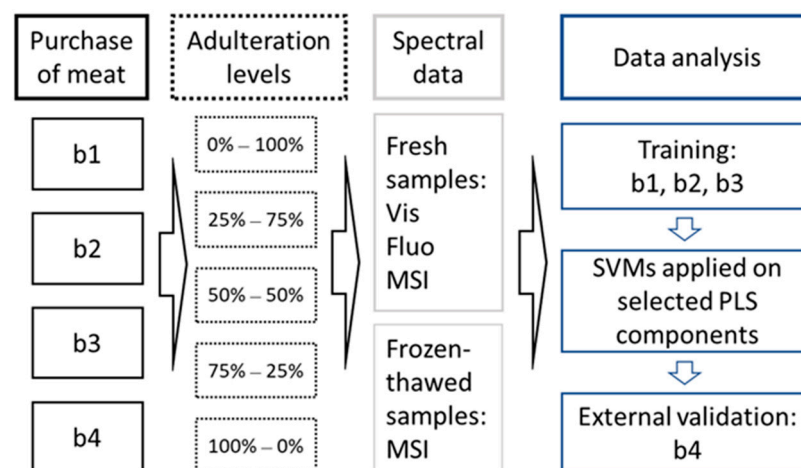 Purchase
of meat
b1
b2
b3
b4
Adulteration
levels
0% – 100%
25% – 75%
50% – 50%
75% – 25%
100% – 0%
Spectral
data
Fresh
samples:
Vis
Fluo
MSI
Frozen-
thawed
samples:
MSI
Data analysis
Training:
b1, b2, b3
SVMs applied on
selected PLS
components
External validation:
b4